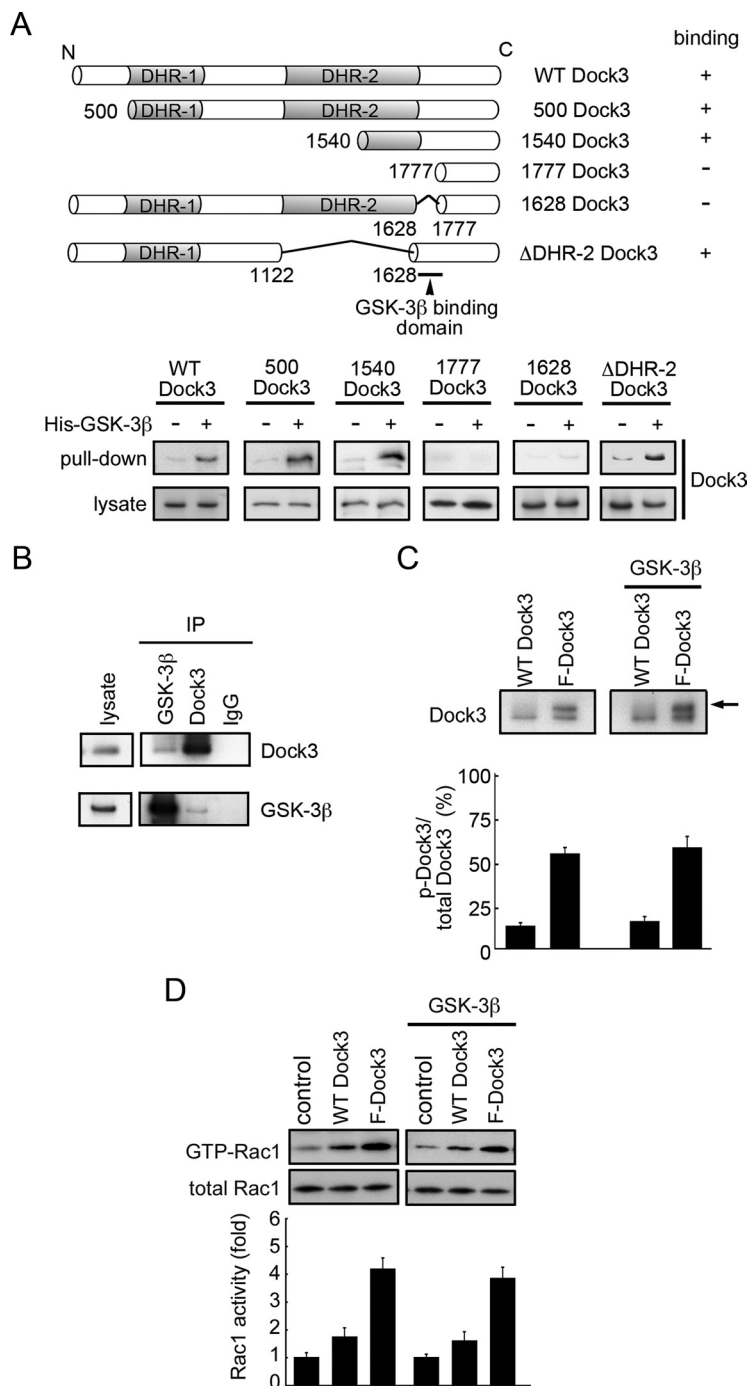 A
N
C
binding
DHR-1 DHR-2 WT Dock3 +
500 DHR-1 DHR-2 500 Dock3 +
1540 1540 Dock3 +
1777 1777 Dock3 -
DHR-1 DHR-2 1628 Dock3 -
1628 1777
DHR-1 ΔDHR-2 Dock3 +
1122 1628
GSK-3β binding
domain
WT 500 1540 1777 1628 ΔDHR-2
Dock3 Dock3 Dock3 Dock3 Dock3 Dock3
His-GSK-3β - + - + - + - + - + - +
pull-down
lysate
Dock3
B
IP
lysate GSK-3β Dock3 IgG
Dock3
GSK-3β
C
GSK-3β
WT Dock3 F-Dock3 WT Dock3 F-Dock3
Dock3
p-Dock3/
total Dock3 (%)
100
75
50
25
0
D
GSK-3β
control WT Dock3 F-Dock3 control WT Dock3 F-Dock3
GTP-Rac1
total Rac1
Rac1 activity (fold)
6
5
4
3
2
1
0